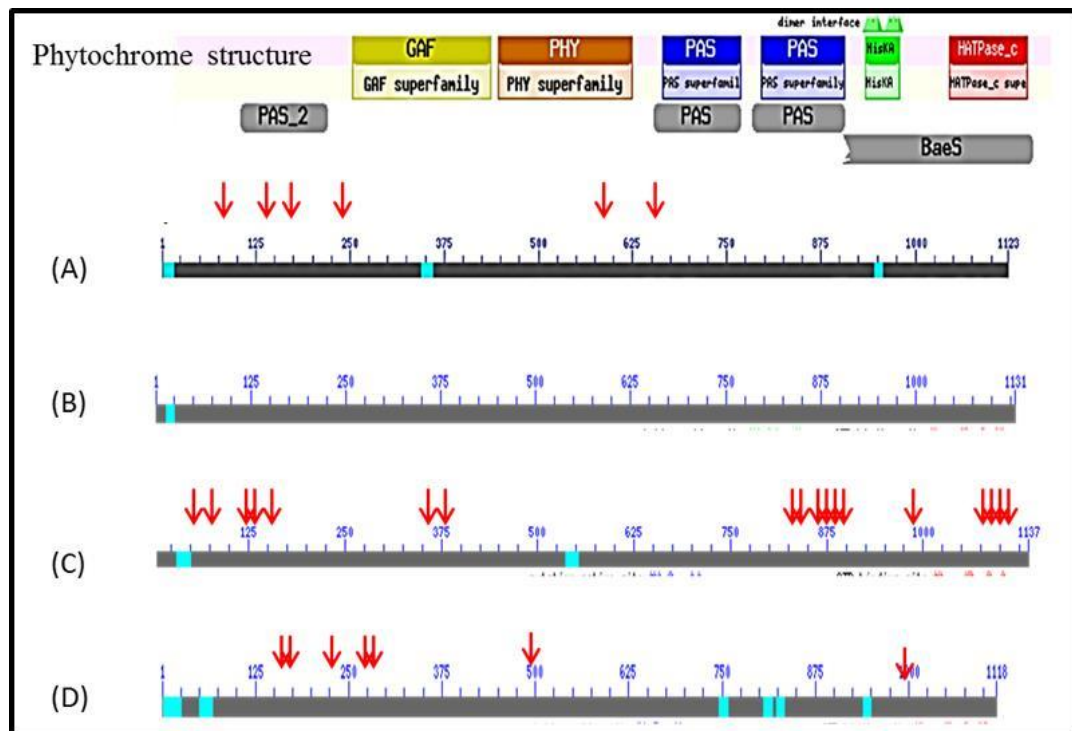 dimer interface
Phytochrome structure GAF PHY PAS PAS HisKA HATPase_c
GAF superfamily PHY superfamily PAS superfamil PAS superfamily HisKA HATPase_c supe
PAS_2 PAS PAS
BaeS
1 125 250 375 500 625 750 875 1000 1123
(A)
1 125 250 375 500 625 750 875 1000 1131
(B)
1 125 250 375 500 625 750 875 1000 1137
(C)
1 125 250 375 500 625 750 875 1000 1118
(D)